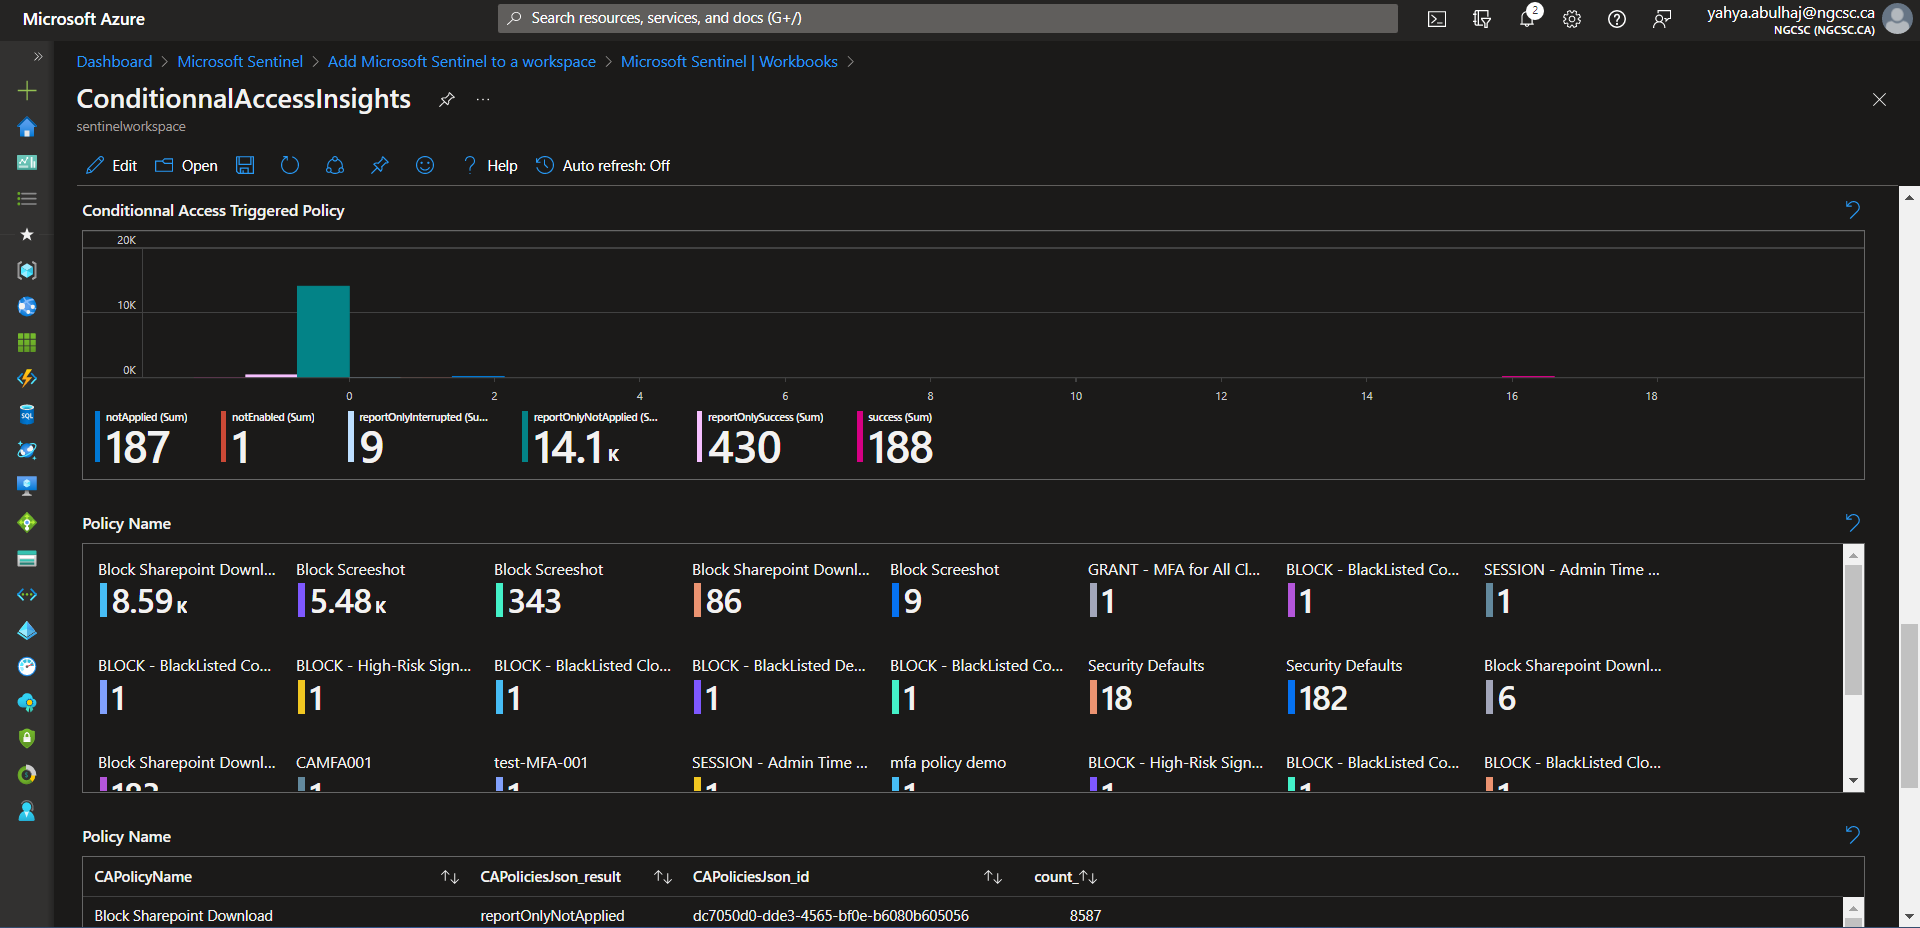 Microsoft Azure
Search resources, services, and docs (G+/)
2
yahya.abulhaj@ngcsc.ca
NGCSC (NGCSC.CA)
Dashboard > Microsoft Sentinel > Add Microsoft Sentinel to a workspace > Microsoft Sentinel | Workbooks >
ConditionnalAccessInsights
...
sentinelworkspace
Edit Open ? Help Auto refresh: Off
Conditionnal Access Triggered Policy
20K
10K
0K
0 2 4 6 8 10 12 14 16 18
notApplied (Sum) notEnabled (Sum) reportOnlyInterrupted (Su... reportOnlyNotApplied (S... reportOnlySuccess (Sum) success (Sum)
187 1 9 14.1 K 430 188
Policy Name
Block Sharepoint Downl... Block Screeshot Block Screeshot Block Sharepoint Downl... Block Screeshot GRANT - MFA for All Cl... BLOCK - BlackListed Co... SESSION - Admin Time ...
8.59 K 5.48 K 343 86 9 1 1 1
BLOCK - BlackListed Co... BLOCK - High-Risk Sign... BLOCK - BlackListed Clo... BLOCK - BlackListed De... BLOCK - BlackListed Co... Security Defaults Security Defaults Block Sharepoint Downl...
1 1 1 1 1 18 182 6
Block Sharepoint Downl... CAMFA001 test-MFA-001 SESSION - Admin Time ... mfa policy demo BLOCK - High-Risk Sign... BLOCK - BlackListed Co... BLOCK - BlackListed Clo...
1 1 1 1 1 1 1
Policy Name
CAPolicyName CAPoliciesJson_result CAPoliciesJson_id count_
Block Sharepoint Download reportOnlyNotApplied dc7050d0-dde3-4565-bf0e-b6080b605056 8587